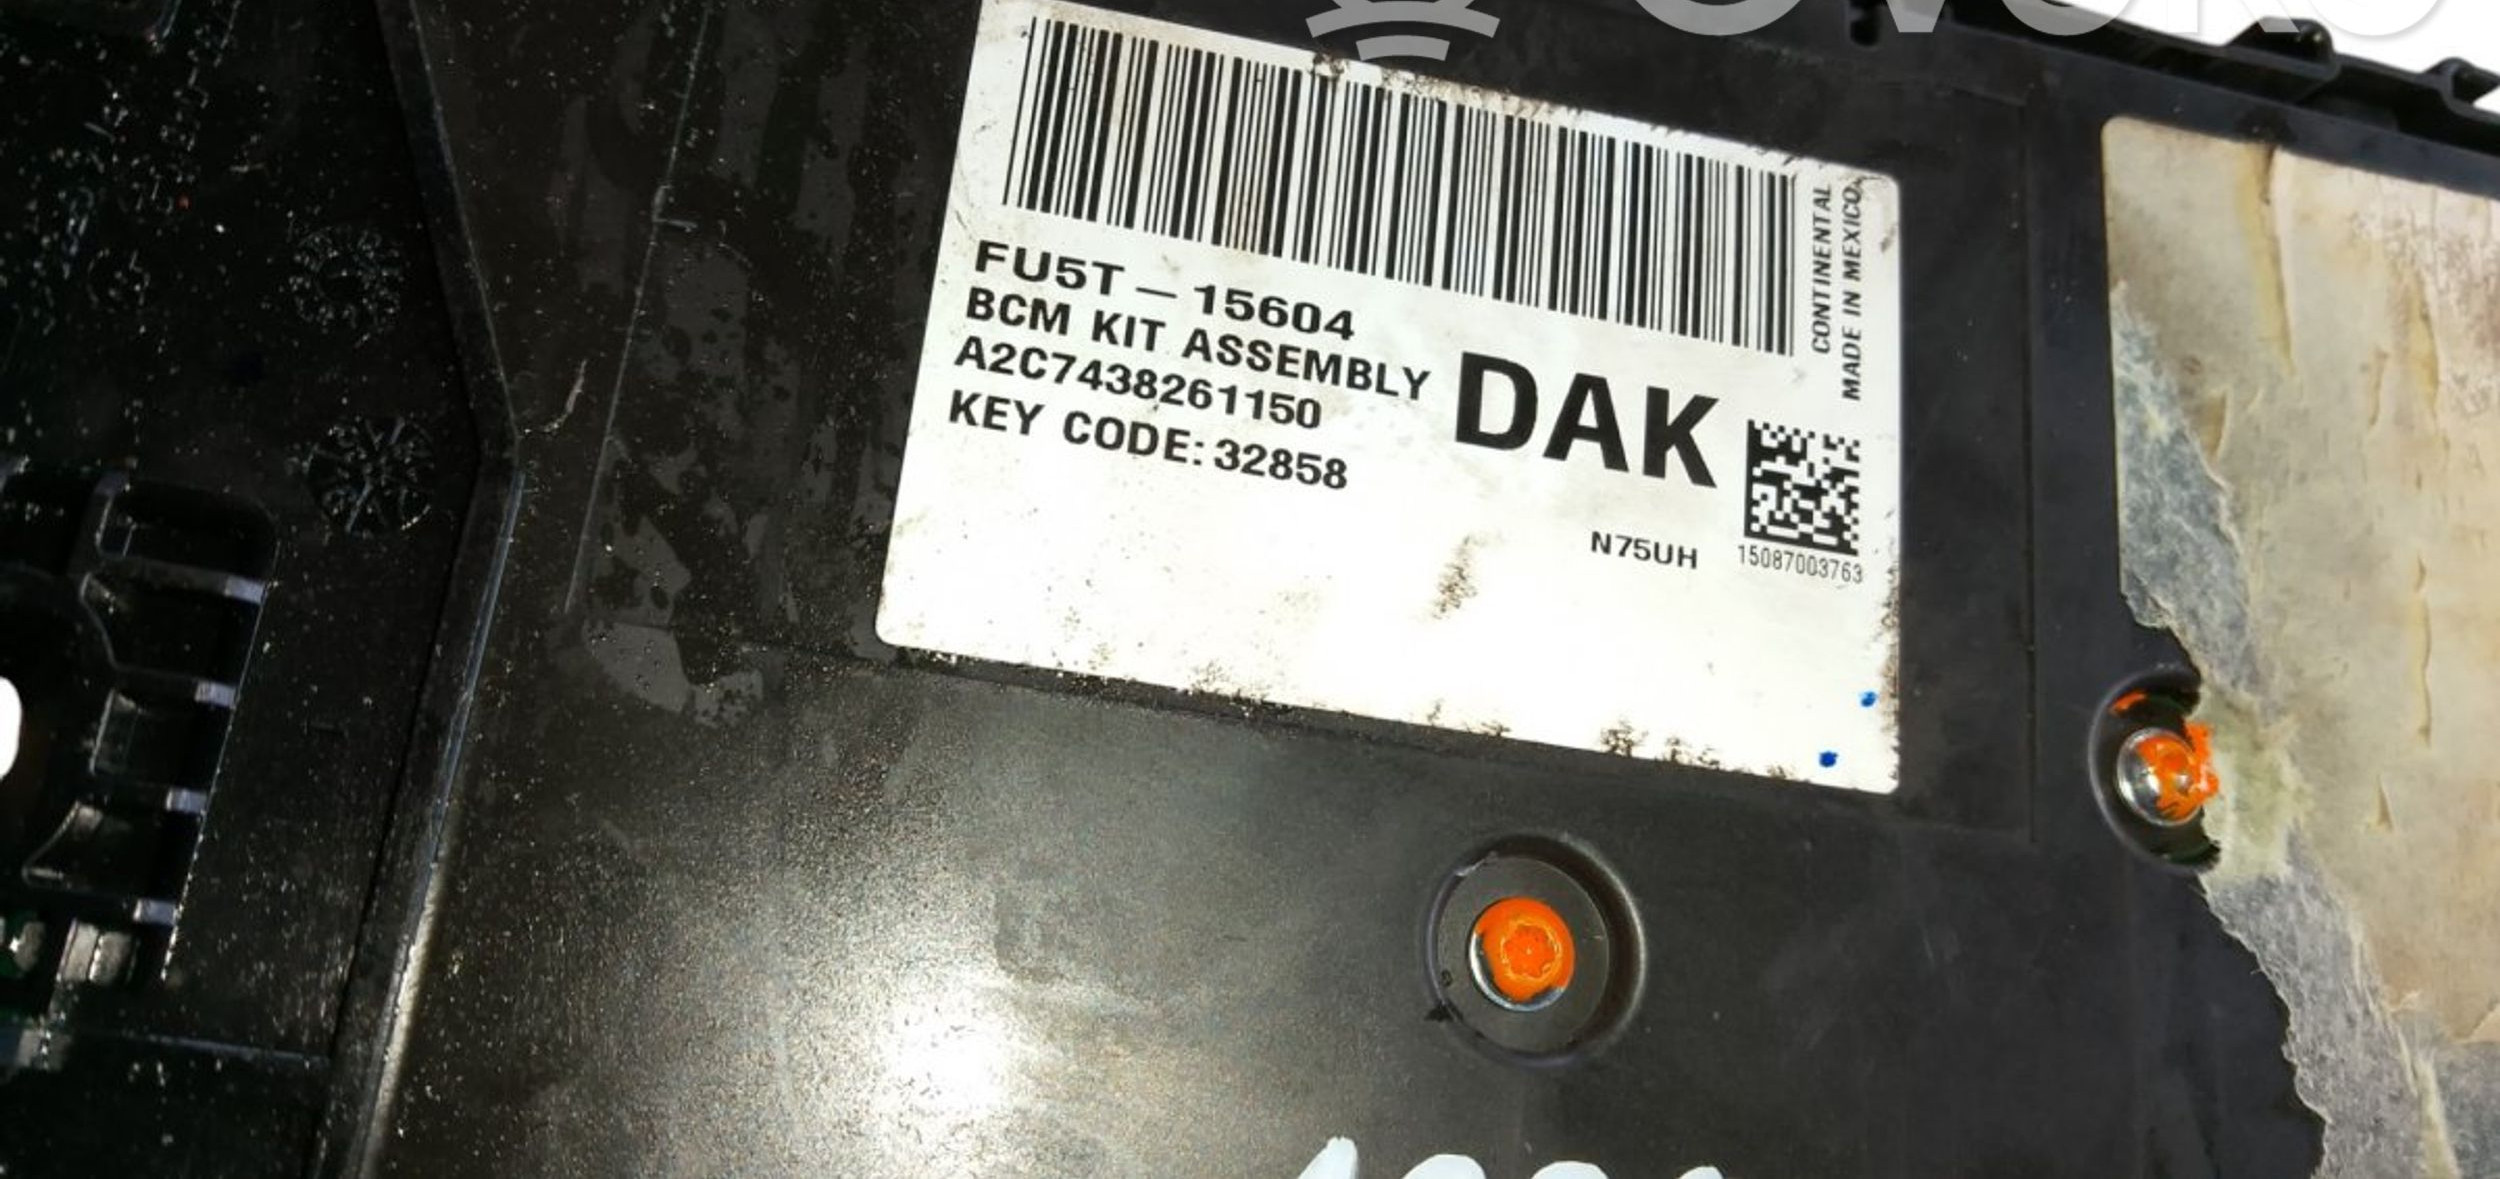 FU5T–15604
BCM KIT ASSEMBLY
A2C7438261150
KEY CODE: 32858
DAK
N75UH
15087003763
CONTINENTAL
MADE IN MEXICO